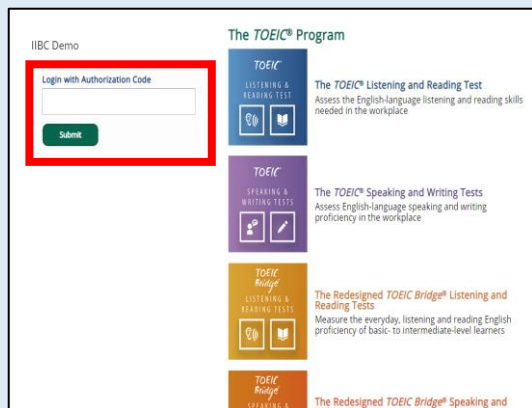 IIBC Demo
Login with Authorization Code
Submit
The TOEIC® Program
TOEIC
LISTENING &
READING TEST
The TOEIC® Listening and Reading Test
Assess the English-language listening and reading skills
needed in the workplace
TOEIC
SPEAKING &
WRITING TESTS
The TOEIC® Speaking and Writing Tests
Assess English-language speaking and writing
proficiency in the workplace
TOEIC
Bridge
LISTENING &
READING TESTS
The Redesigned TOEIC Bridge® Listening and
Reading Tests
Measure the everyday, listening and reading English
proficiency of basic- to intermediate-level learners
TOEIC
Bridge
SPEAKING &
The Redesigned TOEIC Bridge® Speaking and